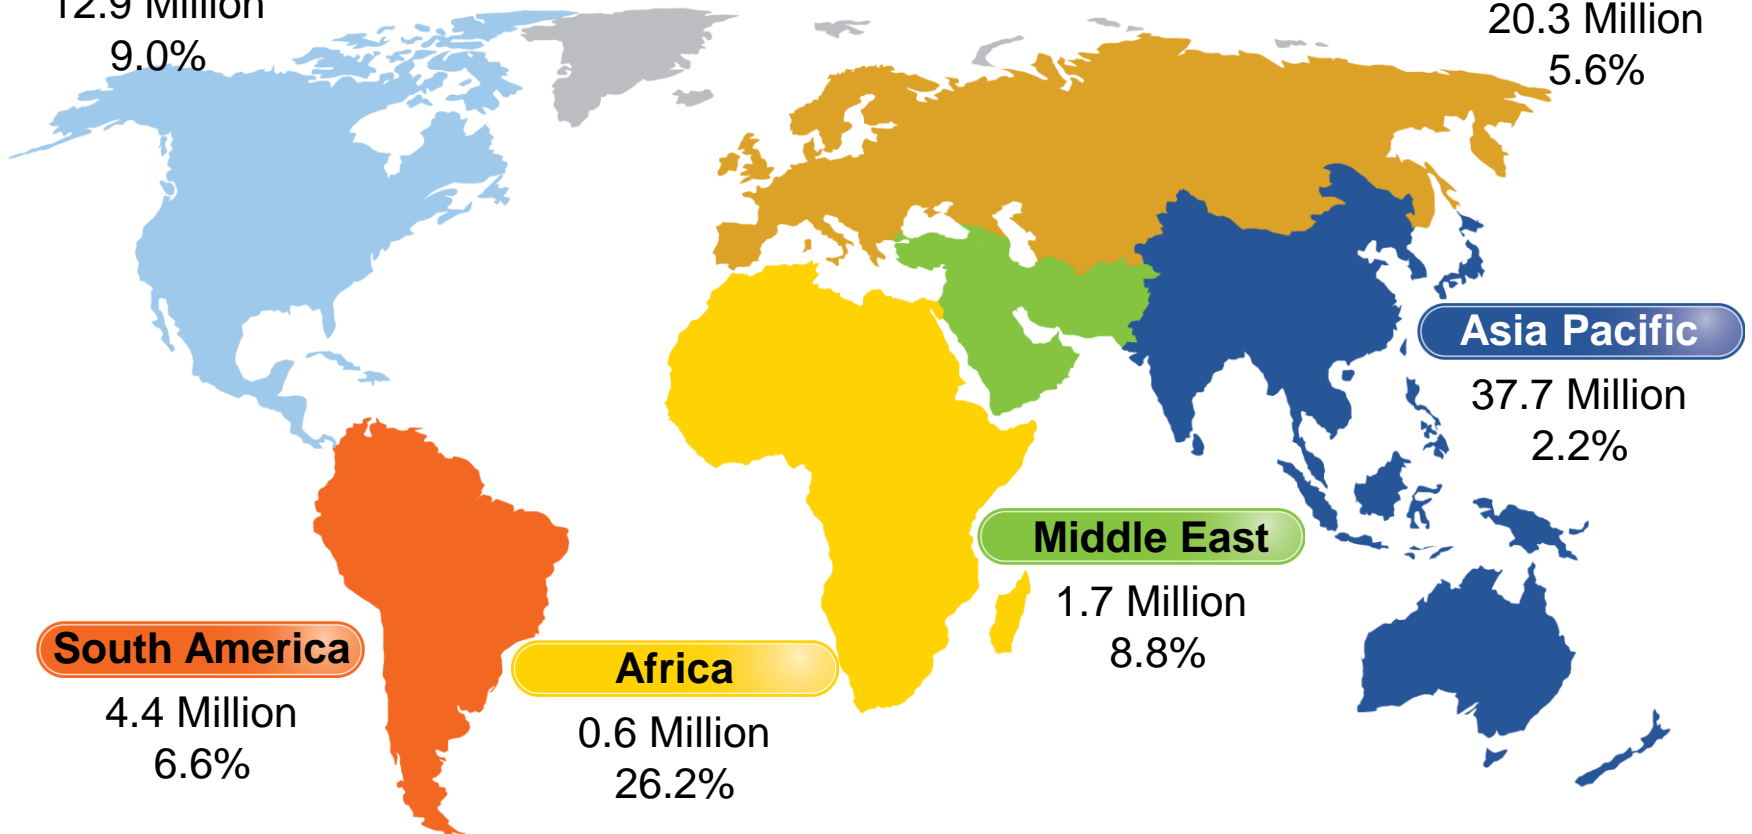 12.9 Million
9.0%
20.3 Million
5.6%
Asia Pacific
37.7 Million
2.2%
Middle East
1.7 Million
8.8%
South America
4.4 Million
6.6%
Africa
0.6 Million
26.2%